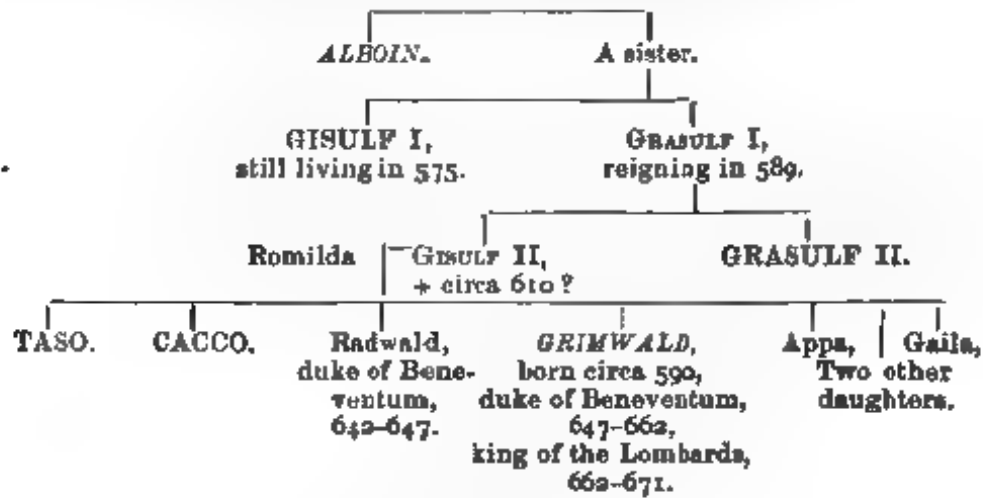 ALBOIN. A sister.
GISULF I, GRASULF I,
still living in 575. reigning in 589.
Romilda GISULF II, GRASULF II.
+ circa 610?
TASO. CACCO. Radwald, GRIMWALD, Appa, Gaila,
duke of Bene- born circa 590, Two other
ventum, duke of Beneventum, daughters.
642-647. 647-662,
king of the Lombards,
662-671.